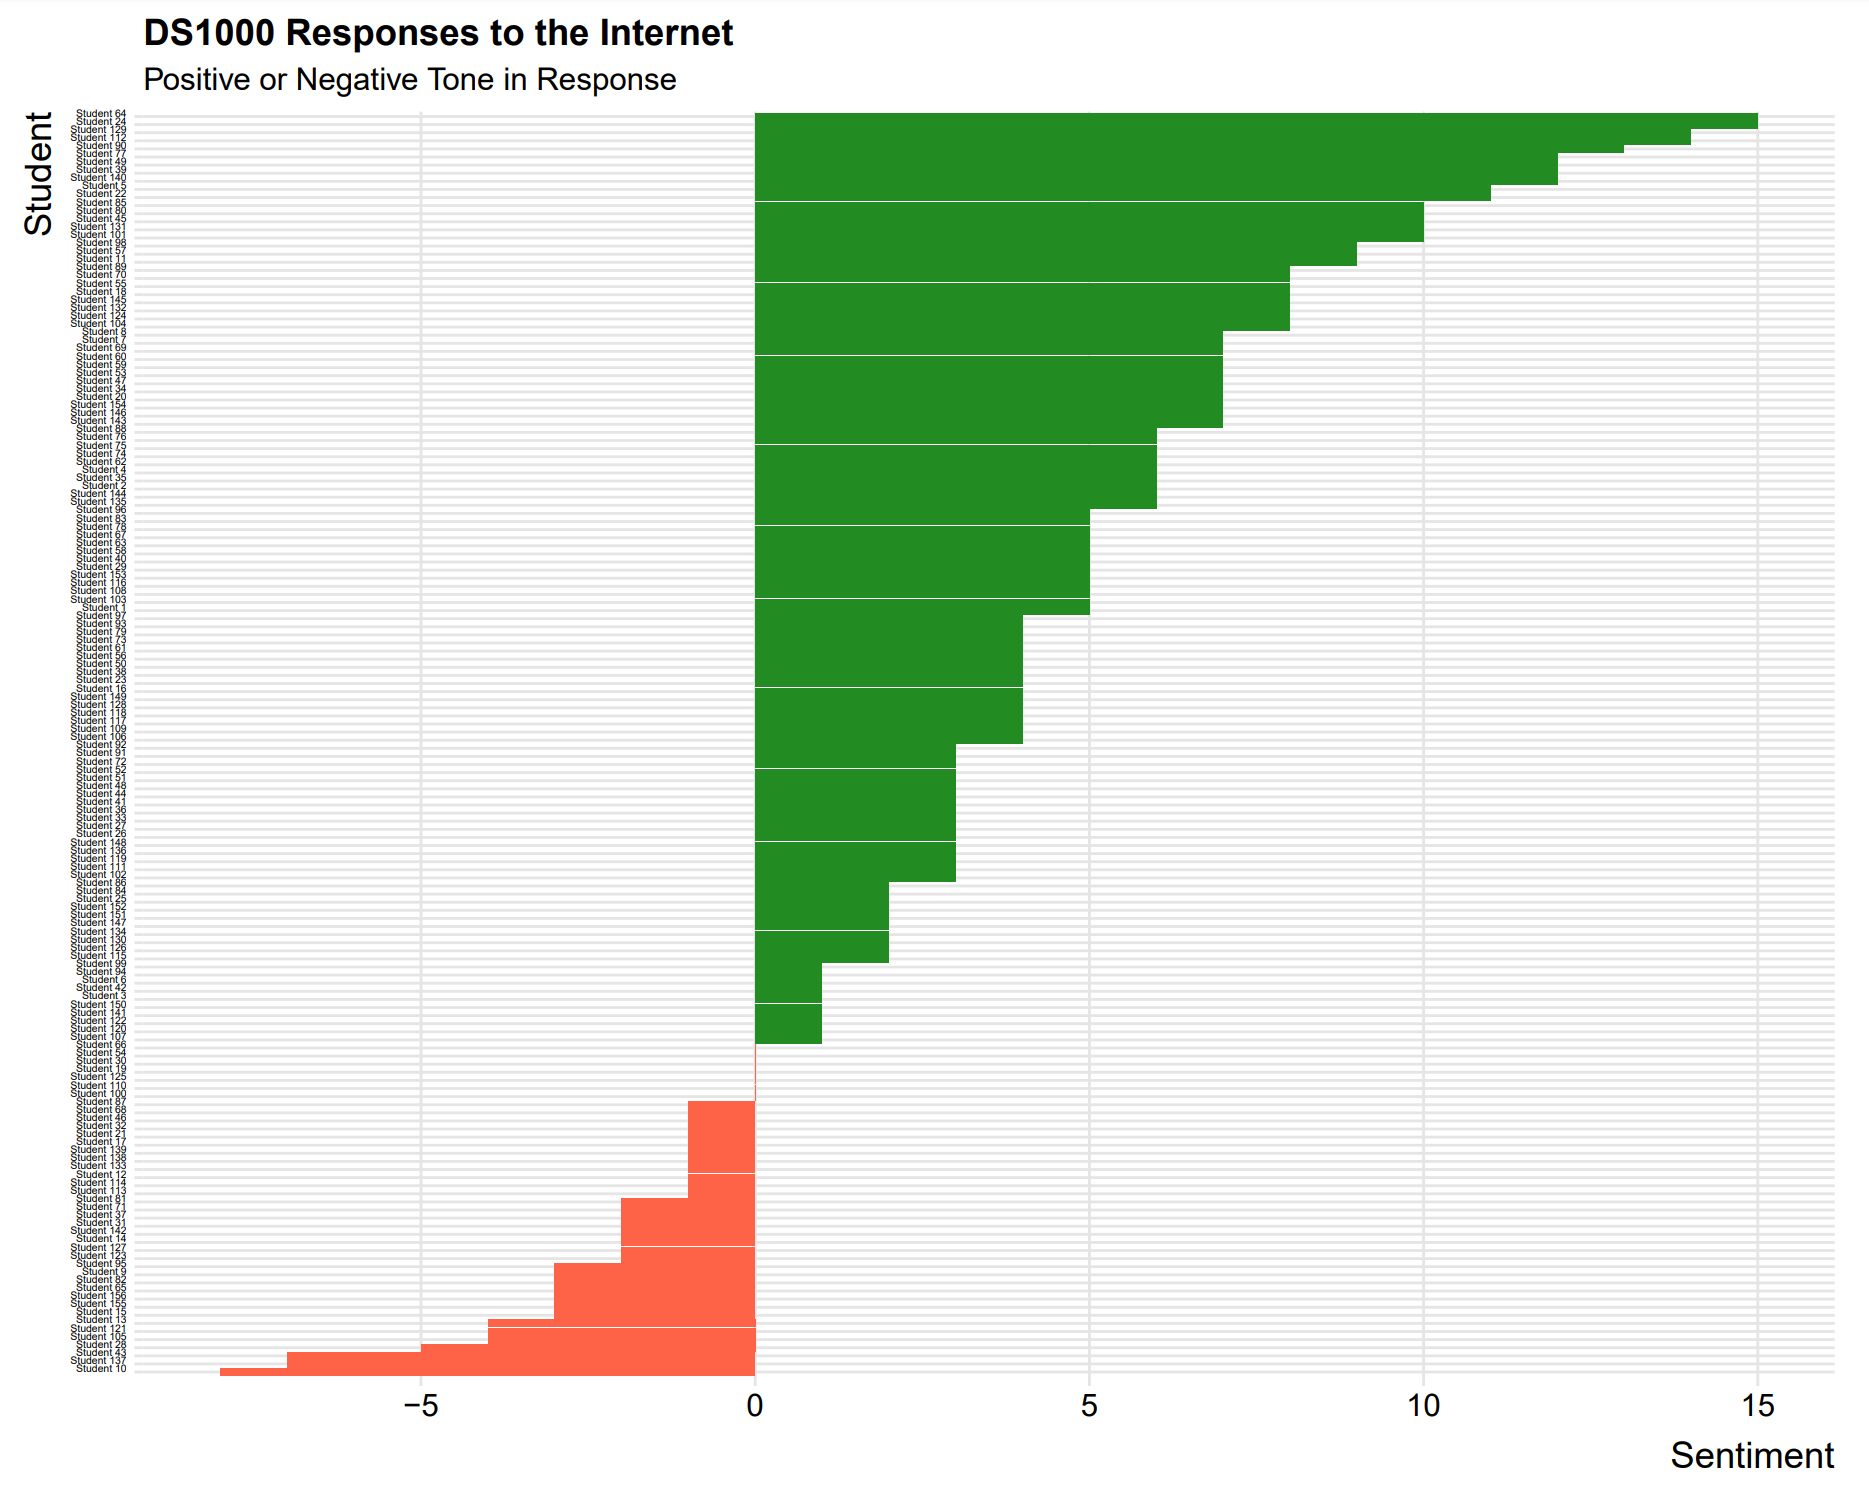 DS1000 Responses to the Internet
Positive or Negative Tone in Response
Student
Student 64
Student 24
Student 129
Student 112
Student 90
Student 77
Student 49
Student 39
Student 140
Student 5
Student 22
Student 85
Student 80
Student 45
Student 131
Student 101
Student 98
Student 57
Student 11
Student 89
Student 70
Student 55
Student 18
Student 145
Student 132
Student 124
Student 104
Student 8
Student 7
Student 69
Student 60
Student 59
Student 53
Student 47
Student 34
Student 20
Student 154
Student 146
Student 143
Student 88
Student 76
Student 75
Student 74
Student 62
Student 4
Student 35
Student 2
Student 144
Student 135
Student 96
Student 83
Student 78
Student 67
Student 63
Student 58
Student 40
Student 29
Student 153
Student 116
Student 108
Student 103
Student 1
Student 97
Student 93
Student 79
Student 73
Student 61
Student 56
Student 50
Student 38
Student 23
Student 16
Student 149
Student 128
Student 118
Student 117
Student 109
Student 106
Student 92
Student 91
Student 72
Student 52
Student 51
Student 48
Student 44
Student 41
Student 36
Student 33
Student 27
Student 26
Student 148
Student 136
Student 119
Student 111
Student 102
Student 86
Student 84
Student 25
Student 152
Student 151
Student 147
Student 134
Student 130
Student 126
Student 115
Student 99
Student 94
Student 6
Student 42
Student 3
Student 150
Student 141
Student 122
Student 120
Student 107
Student 66
Student 54
Student 30
Student 19
Student 125
Student 110
Student 100
Student 87
Student 68
Student 46
Student 32
Student 21
Student 17
Student 139
Student 138
Student 133
Student 12
Student 114
Student 113
Student 81
Student 71
Student 37
Student 31
Student 142
Student 14
Student 127
Student 123
Student 95
Student 9
Student 82
Student 65
Student 156
Student 155
Student 15
Student 13
Student 121
Student 105
Student 28
Student 43
Student 137
Student 10
−5 0 5 10 15
Sentiment